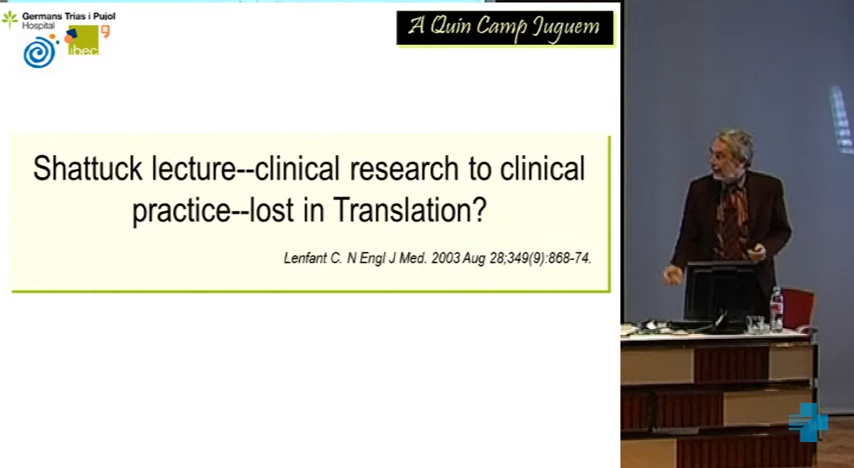 Germans Trias i Pujol
Hospital
ibec
A Quin Camp Juguem
Shattuck lecture--clinical research to clinical
practice--lost in Translation?
Lenfant C. N Engl J Med. 2003 Aug 28;349(9):868-74.